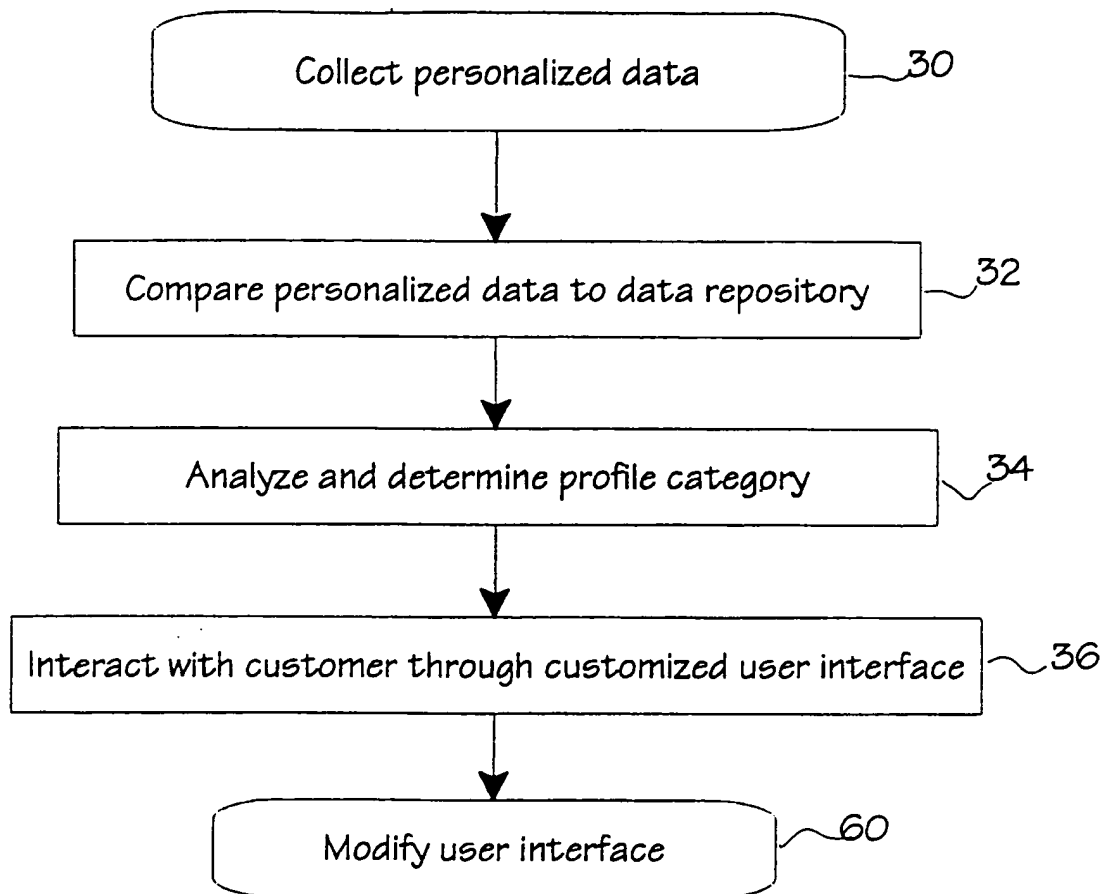 Collect personalized data
30
Compare personalized data to data repository
32
Analyze and determine profile category
34
Interact with customer through customized user interface
36
Modify user interface
60